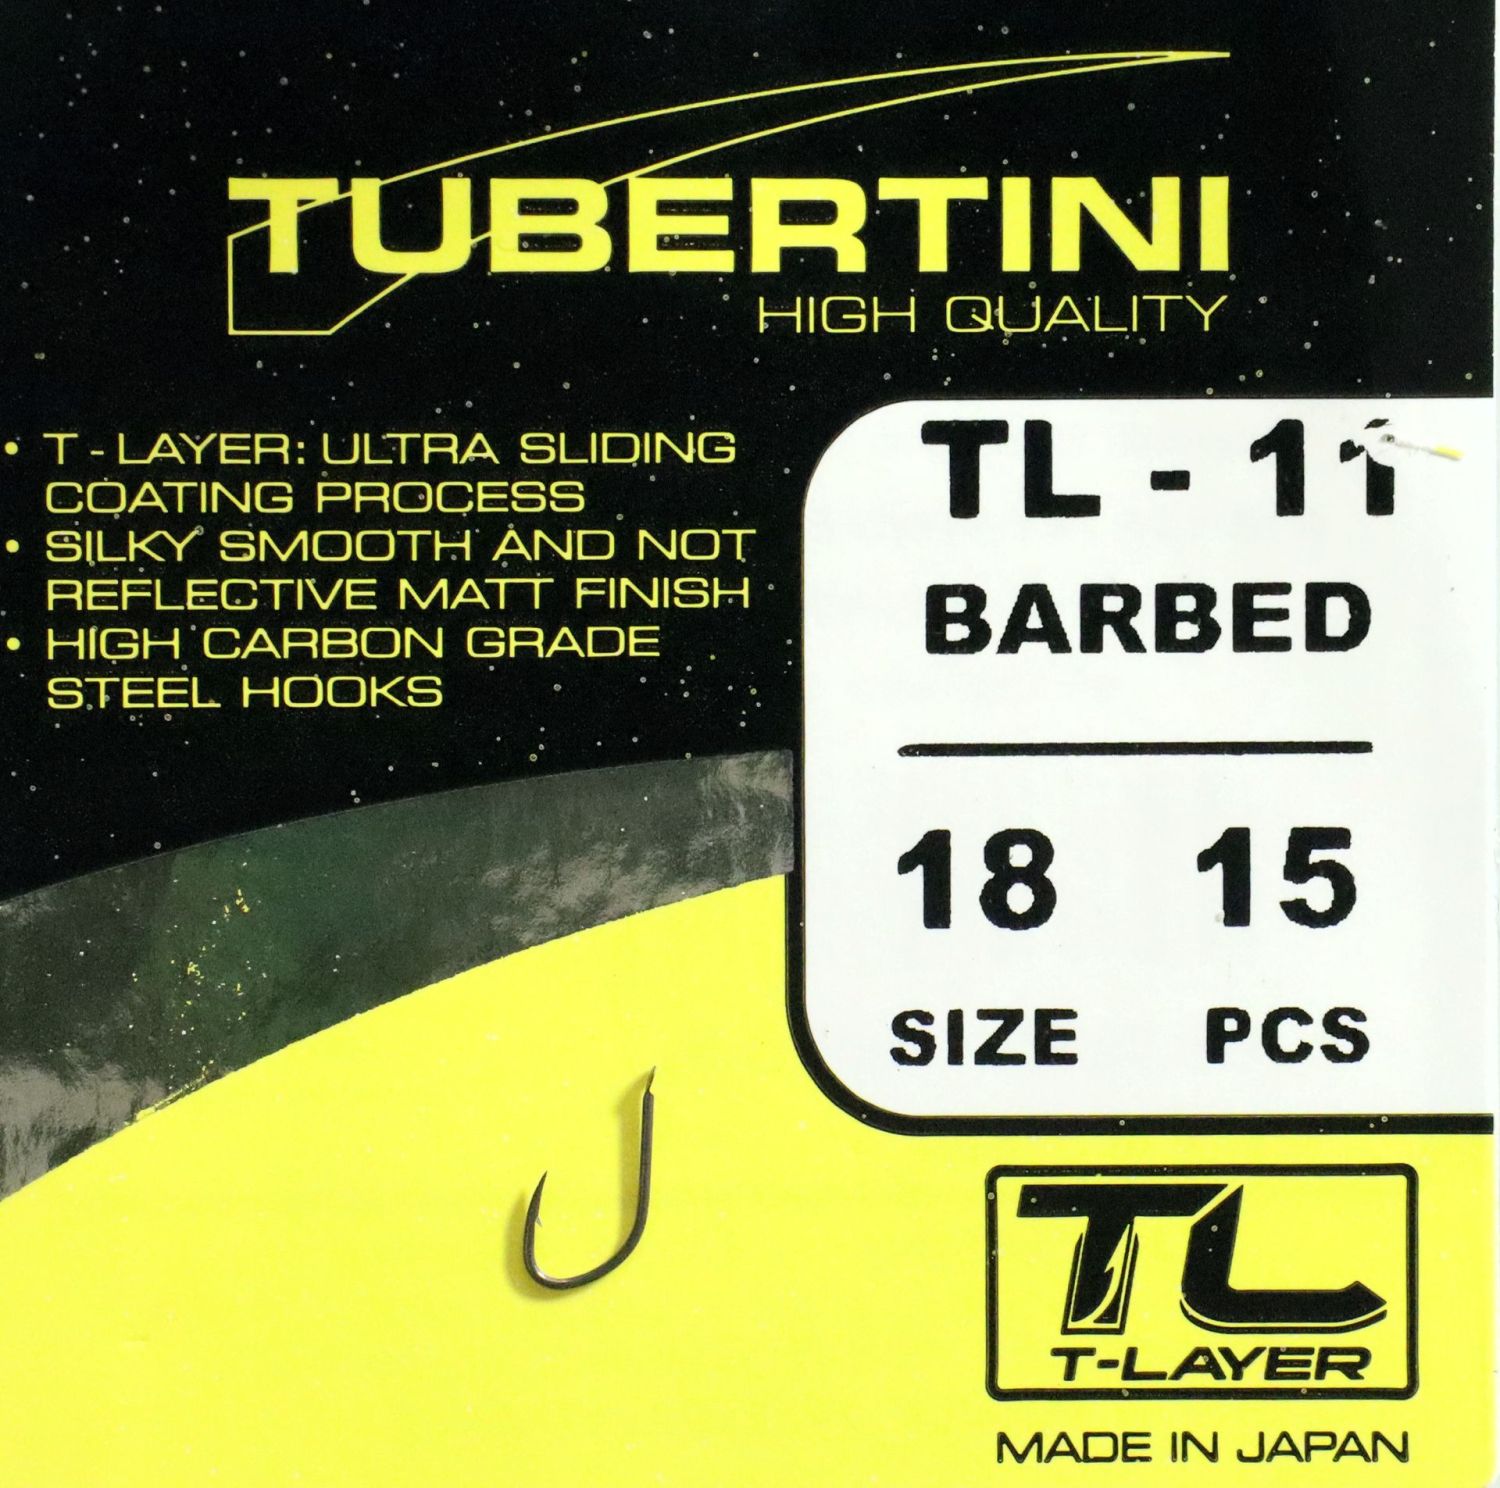 TUBERTINI
HIGH QUALITY
• T-LAYER: ULTRA SLIDING
COATING PROCESS
• SILKY SMOOTH AND NOT
REFLECTIVE MATT FINISH
• HIGH CARBON GRADE
STEEL HOOKS
TL - 11
BARBED
18 15
SIZE PCS
TL
T-LAYER
MADE IN JAPAN